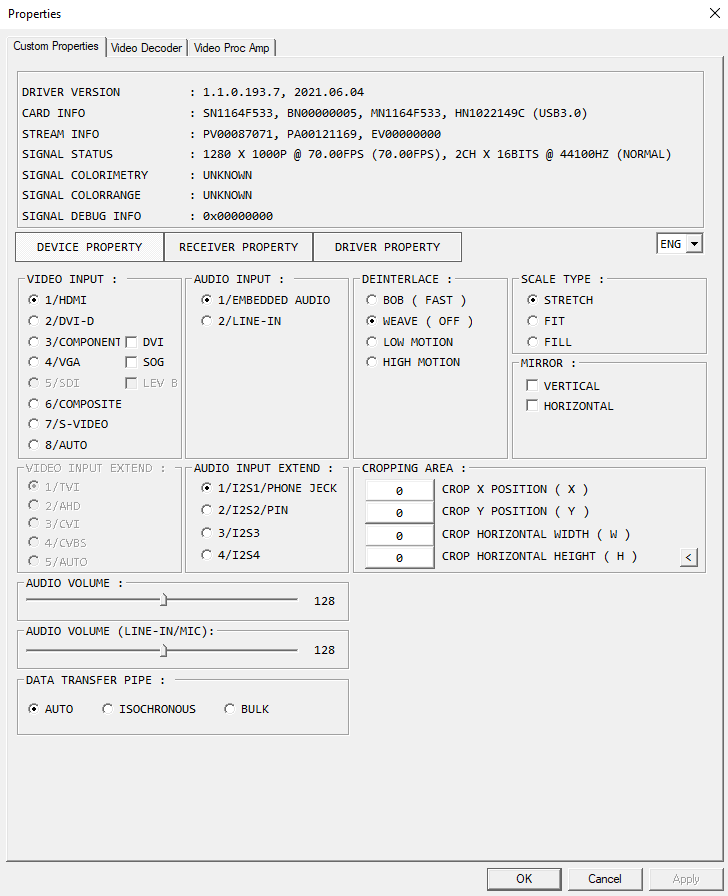 Properties
Custom Properties Video Decoder Video Proc Amp
DRIVER VERSION : 1.1.0.193.7, 2021.06.04
CARD INFO : SN1164F533, BN00000005, MN1164F533, HN1022149C (USB3.0)
STREAM INFO : PV00087071, PA00121169, EV00000000
SIGNAL STATUS : 1280 X 1000P @ 70.00FPS (70.00FPS), 2CH X 16BITS @ 44100HZ (NORMAL)
SIGNAL COLORIMETRY : UNKNOWN
SIGNAL COLORRANGE : UNKNOWN
SIGNAL DEBUG INFO : 0x00000000
DEVICE PROPERTY RECEIVER PROPERTY DRIVER PROPERTY ENG
VIDEO INPUT :
1/HDMI
2/DVI-D
3/COMPONENT DVI
4/VGA SOG
5/SDI LEV B
6/COMPOSITE
7/S-VIDEO
8/AUTO
AUDIO INPUT :
1/EMBEDDED AUDIO
2/LINE-IN
DEINTERLACE :
BOB ( FAST )
WEAVE ( OFF )
LOW MOTION
HIGH MOTION
SCALE TYPE :
STRETCH
FIT
FILL
MIRROR :
VERTICAL
HORIZONTAL
VIDEO INPUT EXTEND :
1/TVI
2/AHD
3/CVI
4/CVBS
5/AUTO
AUDIO INPUT EXTEND :
1/I2S1/PHONE JECK
2/I2S2/PIN
3/I2S3
4/I2S4
CROPPING AREA :
0 CROP X POSITION ( X )
0 CROP Y POSITION ( Y )
0 CROP HORIZONTAL WIDTH ( W )
0 CROP HORIZONTAL HEIGHT ( H ) <
AUDIO VOLUME :
128
AUDIO VOLUME (LINE-IN/MIC):
128
DATA TRANSFER PIPE :
AUTO ISOCHRONOUS BULK
OK Cancel Apply